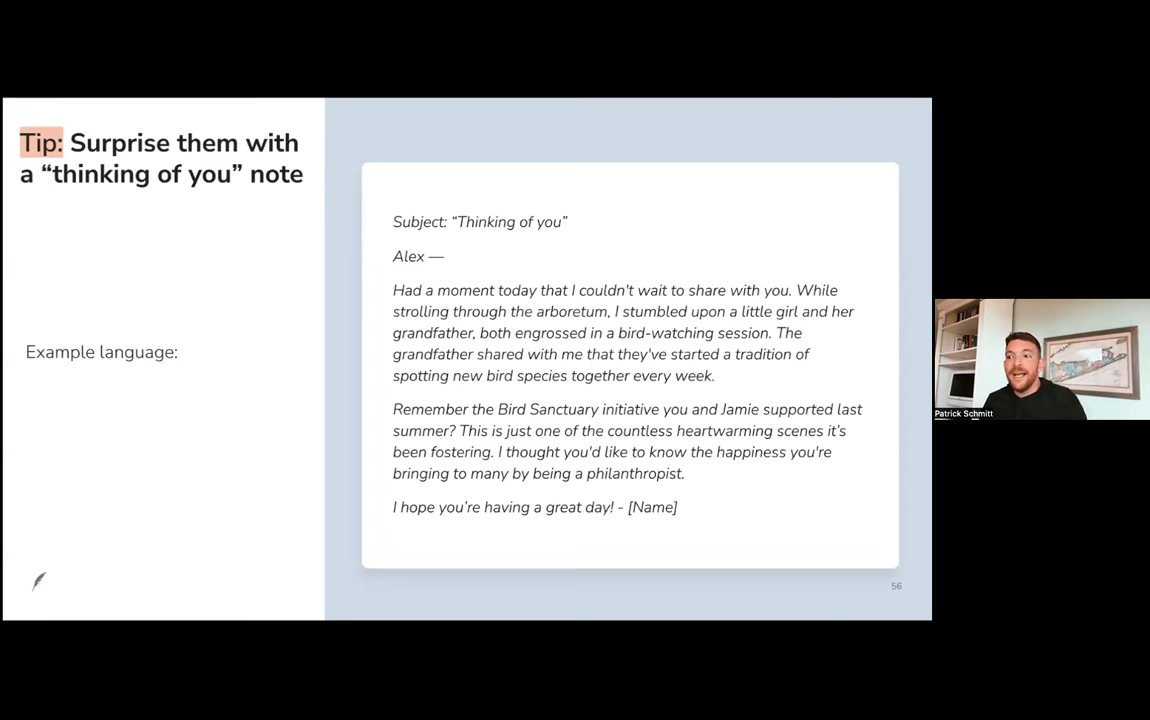 Tip: Surprise them with
a “thinking of you” note
Example language:
Subject: “Thinking of you”
Alex —
Had a moment today that I couldn't wait to share with you. While
strolling through the arboretum, I stumbled upon a little girl and her
grandfather, both engrossed in a bird-watching session. The
grandfather shared with me that they've started a tradition of
spotting new bird species together every week.
Remember the Bird Sanctuary initiative you and Jamie supported last
summer? This is just one of the countless heartwarming scenes it’s
been fostering. I thought you'd like to know the happiness you're
bringing to many by being a philanthropist.
I hope you’re having a great day! - [Name]
56
Patrick Schmitt